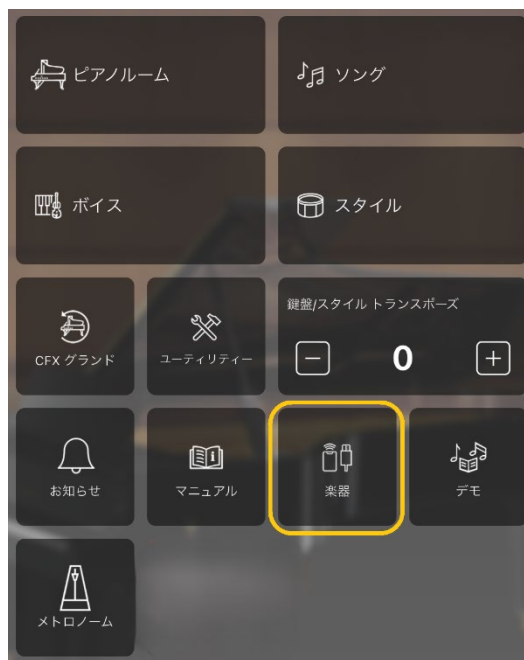 ピアノルーム
ソング
ボイス
スタイル
CFX グランド
ユーティリティー
鍵盤/スタイル トランスポーズ
0
お知らせ
マニュアル
楽器
デモ
メトロノーム